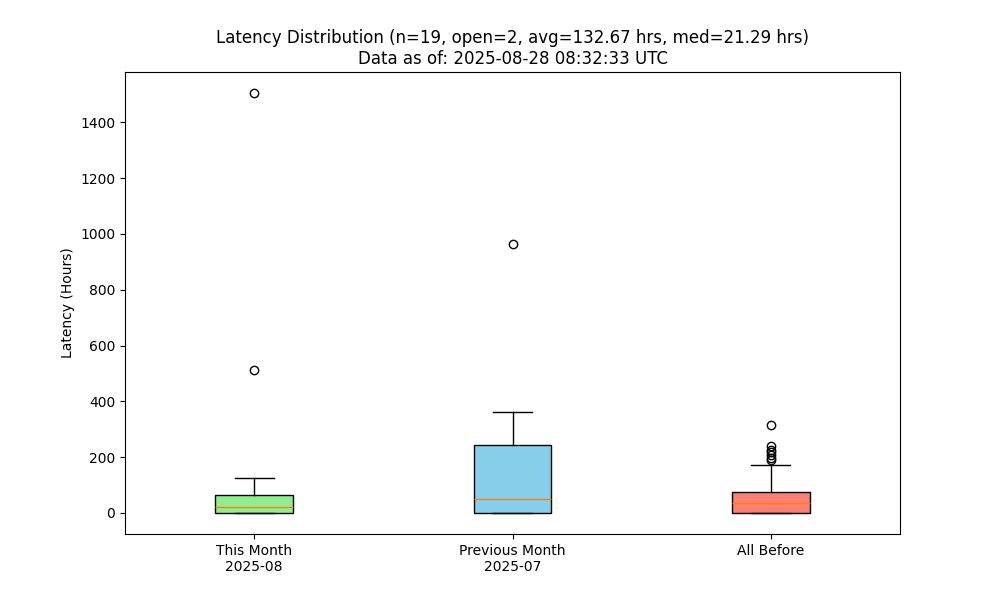 Latency Distribution (n=19, open=2, avg=132.67 hrs, med=21.29 hrs)
Data as of: 2025-08-28 08:32:33 UTC
Latency (Hours)
1400
1200
1000
800
600
400
200
0
This Month
2025-08
Previous Month
2025-07
All Before